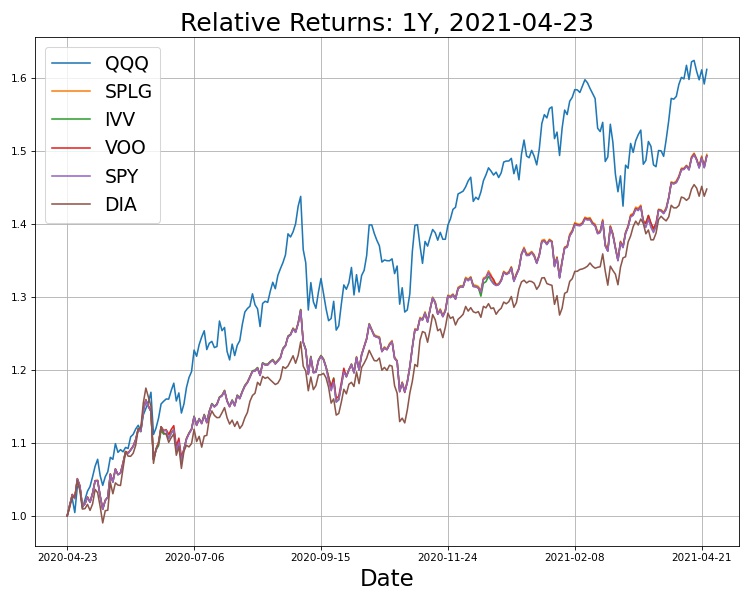 Relative Returns: 1Y, 2021-04-23
QQQ
SPLG
IVV
VOO
SPY
DIA
1.6
1.5
1.4
1.3
1.2
1.1
1.0
2020-04-23 2020-07-06 2020-09-15 2020-11-24 2021-02-08 2021-04-21
Date